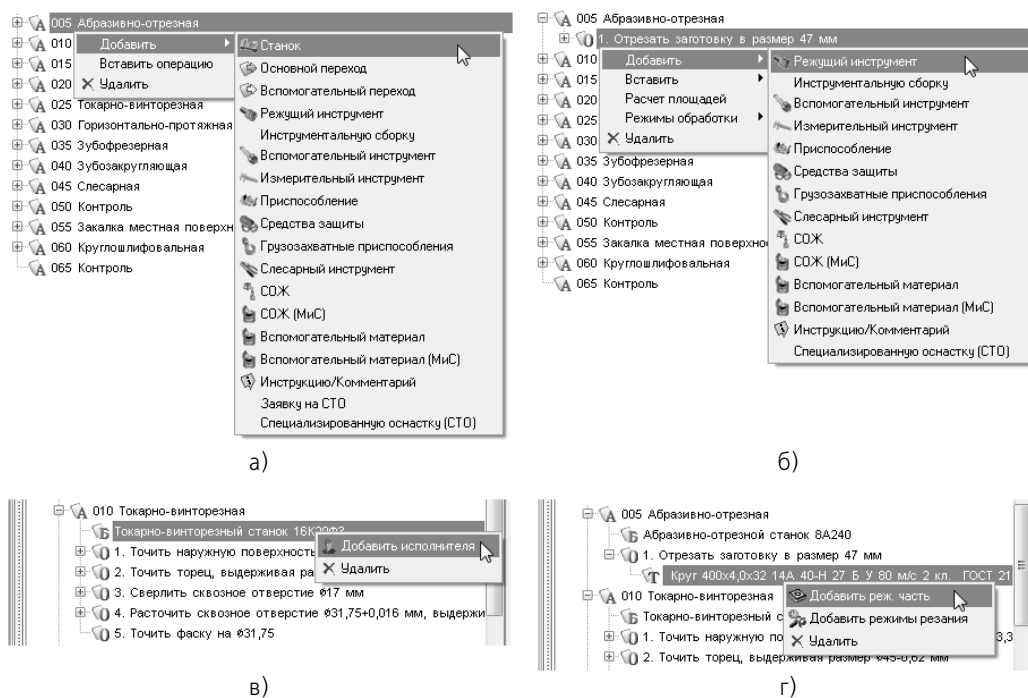 005 Абразивно-отрезная
010
015
020
025 Токарно-винторезная
030 Горизонтально-протяжная
035 Зубофрезерная
040 Зубозакругляющая
045 Слесарная
050 Контроль
055 Закалка местная поверхн
060 Круглошлифовальная
065 Контроль
Добавить
Вставить операцию
Удалить
Станок
Основной переход
Вспомогательный переход
Режущий инструмент
Инструментальную сборку
Вспомогательный инструмент
Измерительный инструмент
Приспособление
Средства защиты
Грузозахватные приспособления
Слесарный инструмент
СОЖ
СОЖ (МиС)
Вспомогательный материал
Вспомогательный материал (МиС)
Инструкцию/Комментарий
Заявку на СТО
Специализированную оснастку (СТО)
а)
005 Абразивно-отрезная
1. Отрезать заготовку в размер 47 мм
010
015
020
025
030
035 Зубофрезерная
040 Зубозакругляющая
045 Слесарная
050 Контроль
055 Закалка местная поверхно
060 Круглошлифовальная
065 Контроль
Добавить
Вставить
Расчет площадей
Режимы обработки
Удалить
Режущий инструмент
Инструментальную сборку
Вспомогательный инструмент
Измерительный инструмент
Приспособление
Средства защиты
Грузозахватные приспособления
Слесарный инструмент
СОЖ
СОЖ (МиС)
Вспомогательный материал
Вспомогательный материал (МиС)
Инструкцию/Комментарий
Специализированную оснастку (СТО)
б)
010 Токарно-винторезная
Токарно-винторезный станок 16К20Ф3
1. Точить наружную поверхность
2. Точить торец, выдерживая ра
3. Сверлить сквозное отверстие ø17 мм
4. Расточить сквозное отверстие ø31,75+0,016 мм, выдержи
5. Точить фаску на ø31,75
Добавить исполнителя
Удалить
в)
005 Абразивно-отрезная
Абразивно-отрезной станок 8А240
1. Отрезать заготовку в размер 47 мм
Круг 400х4,0х32 14А 40-Н 27 Б У 80 м/с 2 кл. ГОСТ 21
010 Токарно-винторезная
Токарно-винторезный с
1. Точить наружную по 3,3
2. Точить торец, выдерживая размер ø45-0,62 мм
Добавить реж. часть
Добавить режимы резания
Удалить
г)